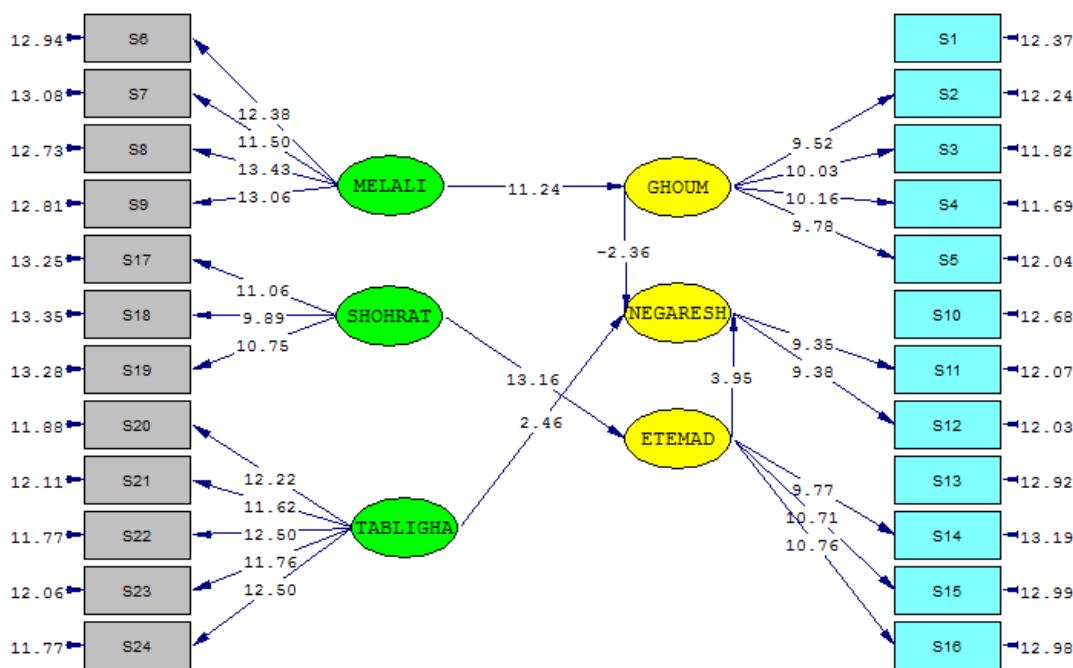 12.94 S6 S1 12.37
13.08 S7 S2 12.24
12.73 S8 S3 11.82
12.81 S9 S4 11.69
13.25 S17 S5 12.04
13.35 S18 S10 12.68
13.28 S19 S11 12.07
11.88 S20 S12 12.03
12.11 S21 S13 12.92
11.77 S22 S14 13.19
12.06 S23 S15 12.99
11.77 S24 S16 12.98
12.38
11.50
13.43
13.06
MELALI
11.24
GHOUM
9.52
10.03
10.16
9.78
-2.36
11.06
9.89
10.75
SHOHRAT
13.16
NEGARESH
9.35
9.38
2.46
3.95
ETEMAD
9.77
10.71
10.76
12.22
11.62
12.50
11.76
12.50
TABLIGHA